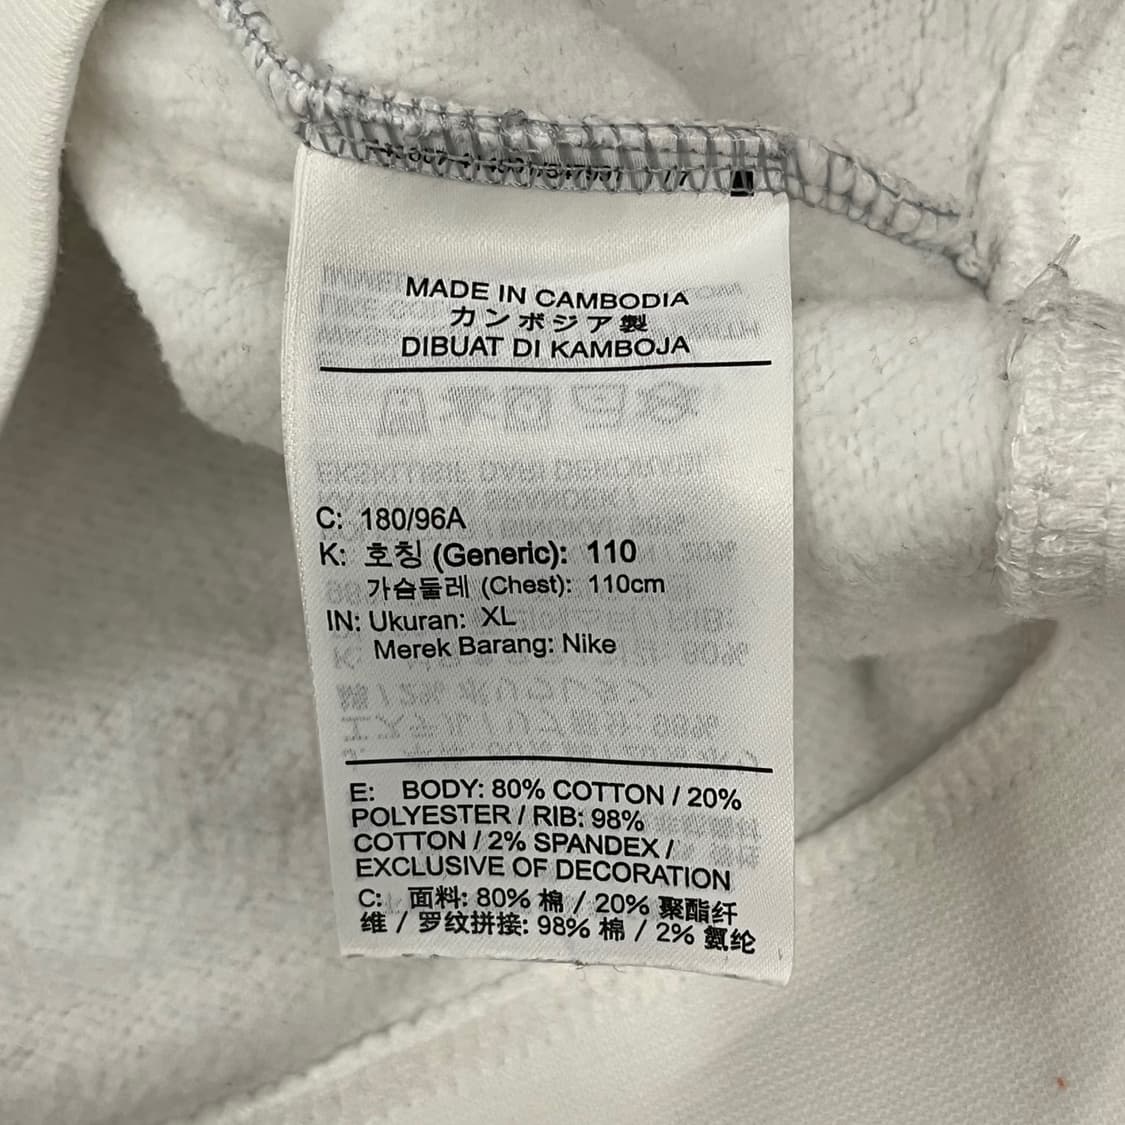 MADE IN CAMBODIA
カンボジア製
DIBUAT DI KAMBOJA
C: 180/96A
K: 호칭 (Generic): 110
가슴둘레 (Chest): 110cm
IN: Ukuran: XL
Merek Barang: Nike
E: BODY: 80% COTTON / 20%
POLYESTER / RIB: 98%
COTTON / 2% SPANDEX /
EXCLUSIVE OF DECORATION
C: 面料: 80% 棉 / 20% 聚酯纤
维 / 罗纹拼接: 98% 棉 / 2% 氨纶